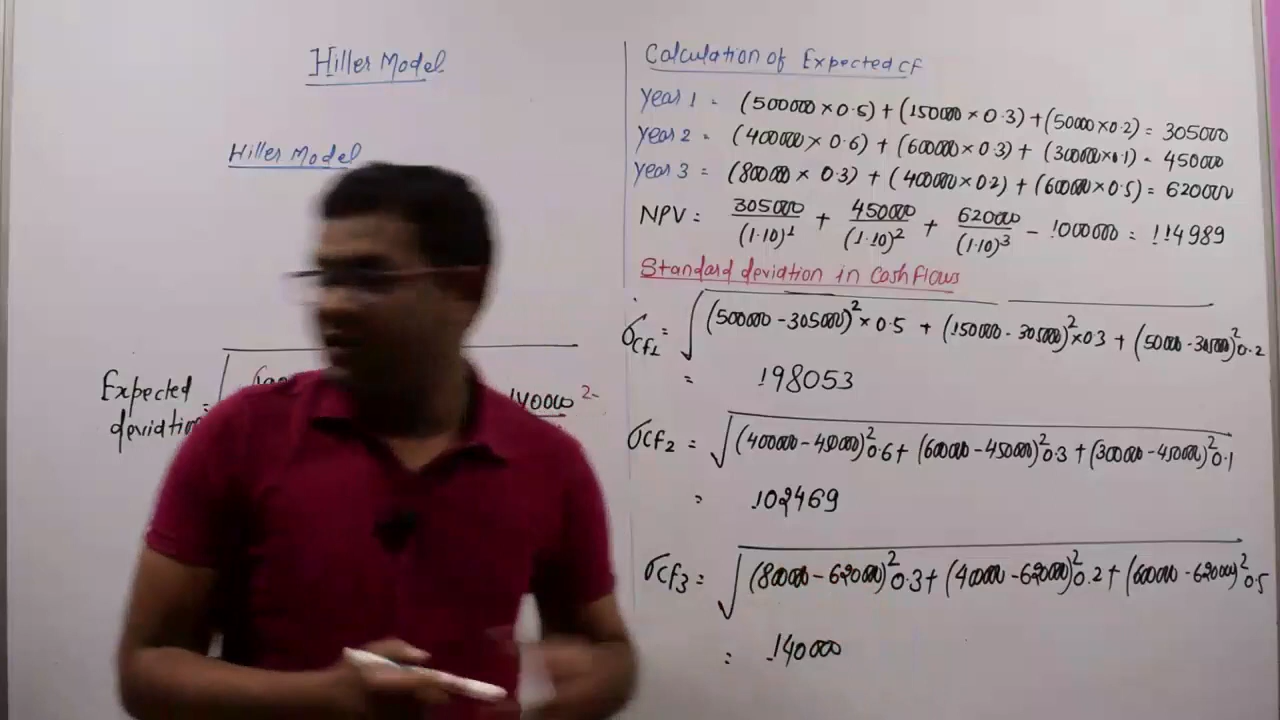 Hiller Model
Hiller Model
Expected
deviation
=
140000 2
Calculation of Expected CF
Year 1 = (500000 × 0.5) + (150000 × 0.3) + (50000 × 0.2) = 305000
Year 2 = (400000 × 0.6) + (600000 × 0.3) + (300000 × 0.1) = 450000
Year 3 = (800000 × 0.3) + (400000 × 0.2) + (600000 × 0.5) = 620000
NPV = 305000/(1.10)¹ + 450000/(1.10)² + 620000/(1.10)³ - 1000000 = 114989
Standard deviation in Cashflows
σCF1 = √(500000 - 305000)² × 0.5 + (150000 - 305000)² × 0.3 + (50000 - 305000)² 0.2
= 198053
σCF2 = √(400000 - 450000)² 0.6 + (600000 - 450000)² 0.3 + (300000 - 450000)² 0.1
= 102469
σCF3 = √(800000 - 620000)² 0.3 + (400000 - 620000)² 0.2 + (600000 - 620000)² 0.5
= 140000